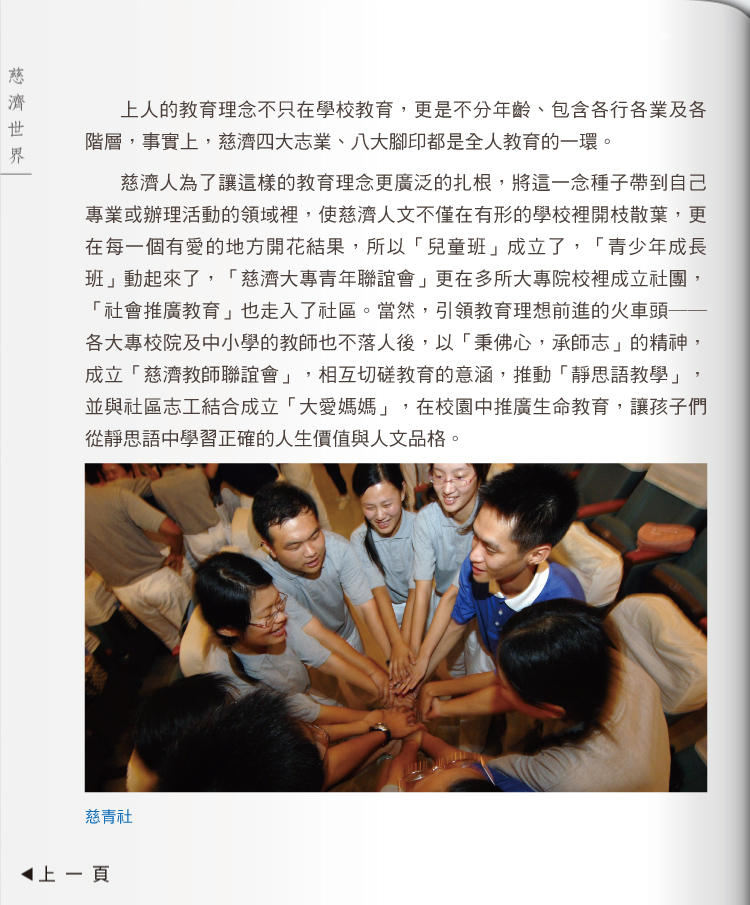 慈濟世界
上人的教育理念不只在學校教育，更是不分年齡、包含各行各業及各
階層，事實上，慈濟四大志業、八大腳印都是全人教育的一環。
慈濟人為了讓這樣的教育理念更廣泛的扎根，將這一念種子帶到自己
專業或辦理活動的領域裡，使慈濟人文不僅在有形的學校裡開枝散葉，更
在每一個有愛的地方開花結果，所以「兒童班」成立了，「青少年成長
班」動起來了，「慈濟大專青年聯誼會」更在多所大專院校裡成立社團，
「社會推廣教育」也走入了社區。當然，引領教育理想前進的火車頭──
各大專校院及中小學的教師也不落人後，以「秉佛心，承師志」的精神，
成立「慈濟教師聯誼會」，相互切磋教育的意涵，推動「靜思語教學」，
並與社區志工結合成立「大愛媽媽」，在校園中推廣生命教育，讓孩子們
從靜思語中學習正確的人生價值與人文品格。
慈青社
◀上一頁